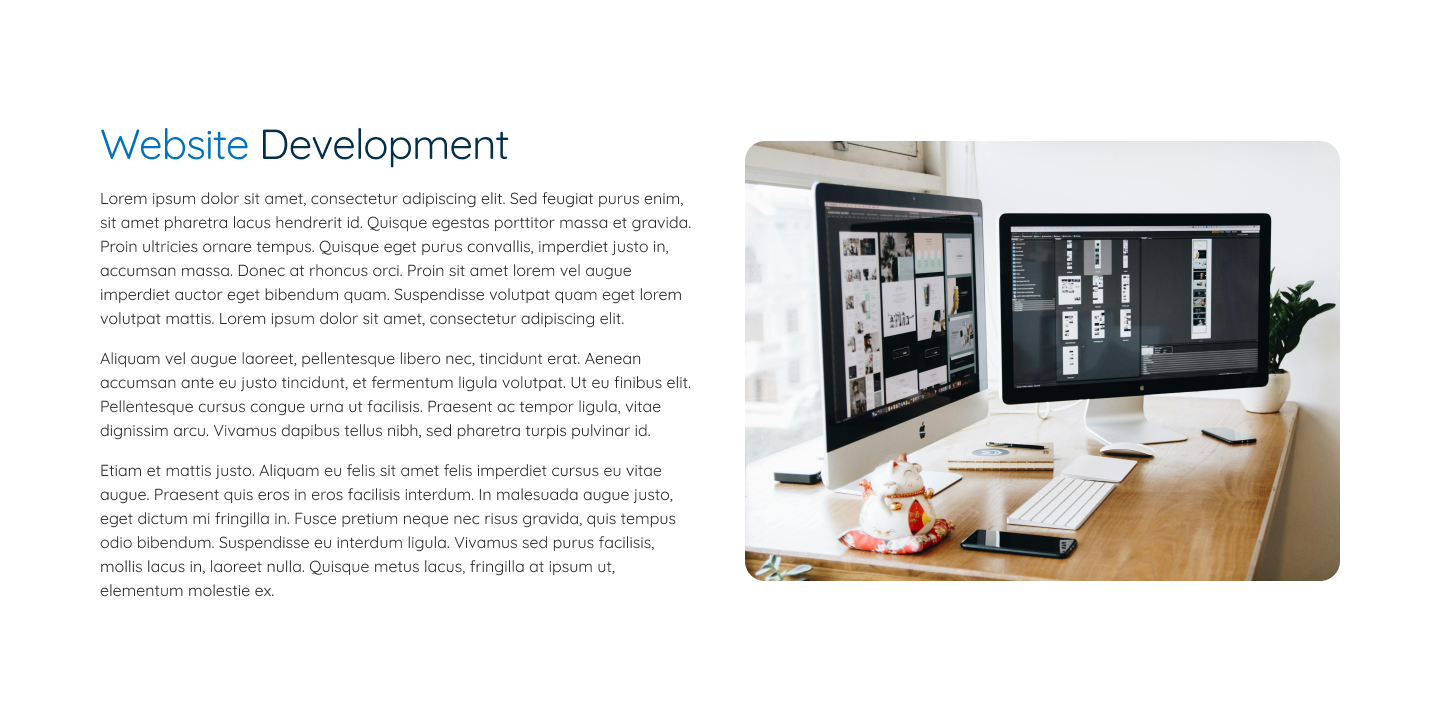 Website Development
Lorem ipsum dolor sit amet, consectetur adipiscing elit. Sed feugiat purus enim,
sit amet pharetra lacus hendrerit id. Quisque egestas porttitor massa et gravida.
Proin ultricies ornare tempus. Quisque eget purus convallis, imperdiet justo in,
accumsan massa. Donec at rhoncus orci. Proin sit amet lorem vel augue
imperdiet auctor eget bibendum quam. Suspendisse volutpat quam eget lorem
volutpat mattis. Lorem ipsum dolor sit amet, consectetur adipiscing elit.
Aliquam vel augue laoreet, pellentesque libero nec, tincidunt erat. Aenean
accumsan ante eu justo tincidunt, et fermentum ligula volutpat. Ut eu finibus elit.
Pellentesque cursus congue urna ut facilisis. Praesent ac tempor ligula, vitae
dignissim arcu. Vivamus dapibus tellus nibh, sed pharetra turpis pulvinar id.
Etiam et mattis justo. Aliquam eu felis sit amet felis imperdiet cursus eu vitae
augue. Praesent quis eros in eros facilisis interdum. In malesuada augue justo,
eget dictum mi fringilla in. Fusce pretium neque nec risus gravida, quis tempus
odio bibendum. Suspendisse eu interdum ligula. Vivamus sed purus facilisis,
mollis lacus in, laoreet nulla. Quisque metus lacus, fringilla at ipsum ut,
elementum molestie ex.